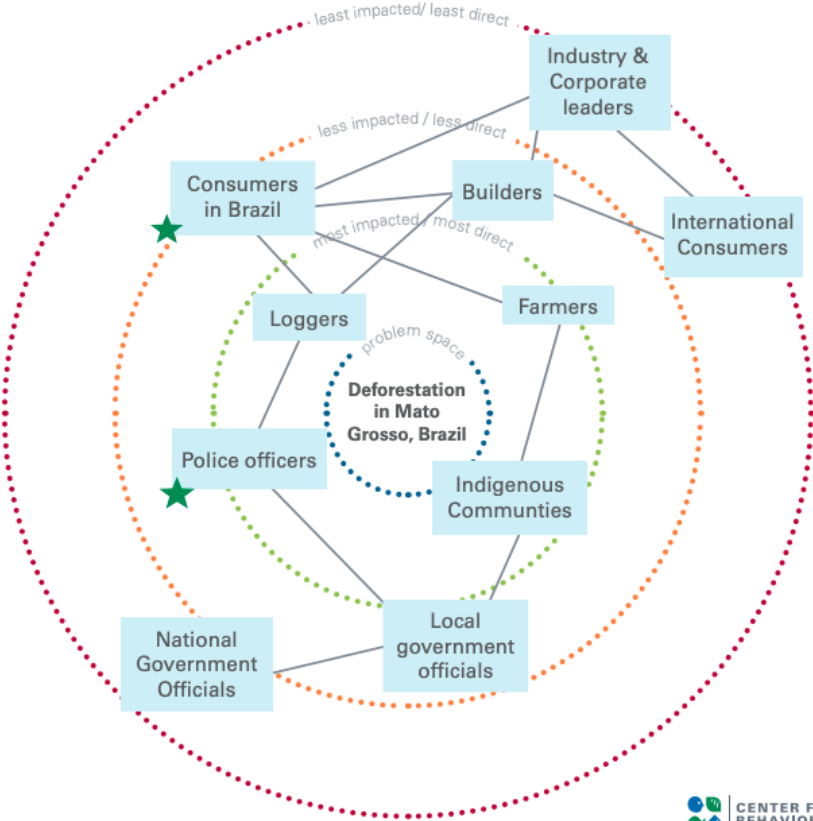 least impacted/ least direct
Industry &
Corporate
leaders
less impacted / less direct
Consumers
in Brazil
Builders
International
Consumers
most impacted / most direct
Loggers
Farmers
problem space
Deforestation
in Mato
Grosso, Brazil
Police officers
Indigenous
Communties
Local
government
officials
National
Government
Officials
CENTER F
BEHAVIO